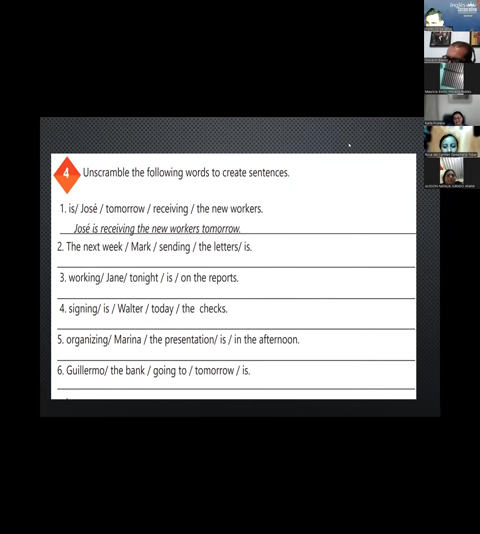 Inglés
4 Unscramble the following words to create sentences.
1. is/ José / tomorrow / receiving / the new workers.
José is receiving the new workers tomorrow.
2. The next week / Mark / sending / the letters/ is.
3. working/ Jane/ tonight / is / on the reports.
4. signing/ is / Walter / today / the checks.
5. organizing/ Marina / the presentation/ is / in the afternoon.
6. Guillermo/ the bank / going to / tomorrow / is.